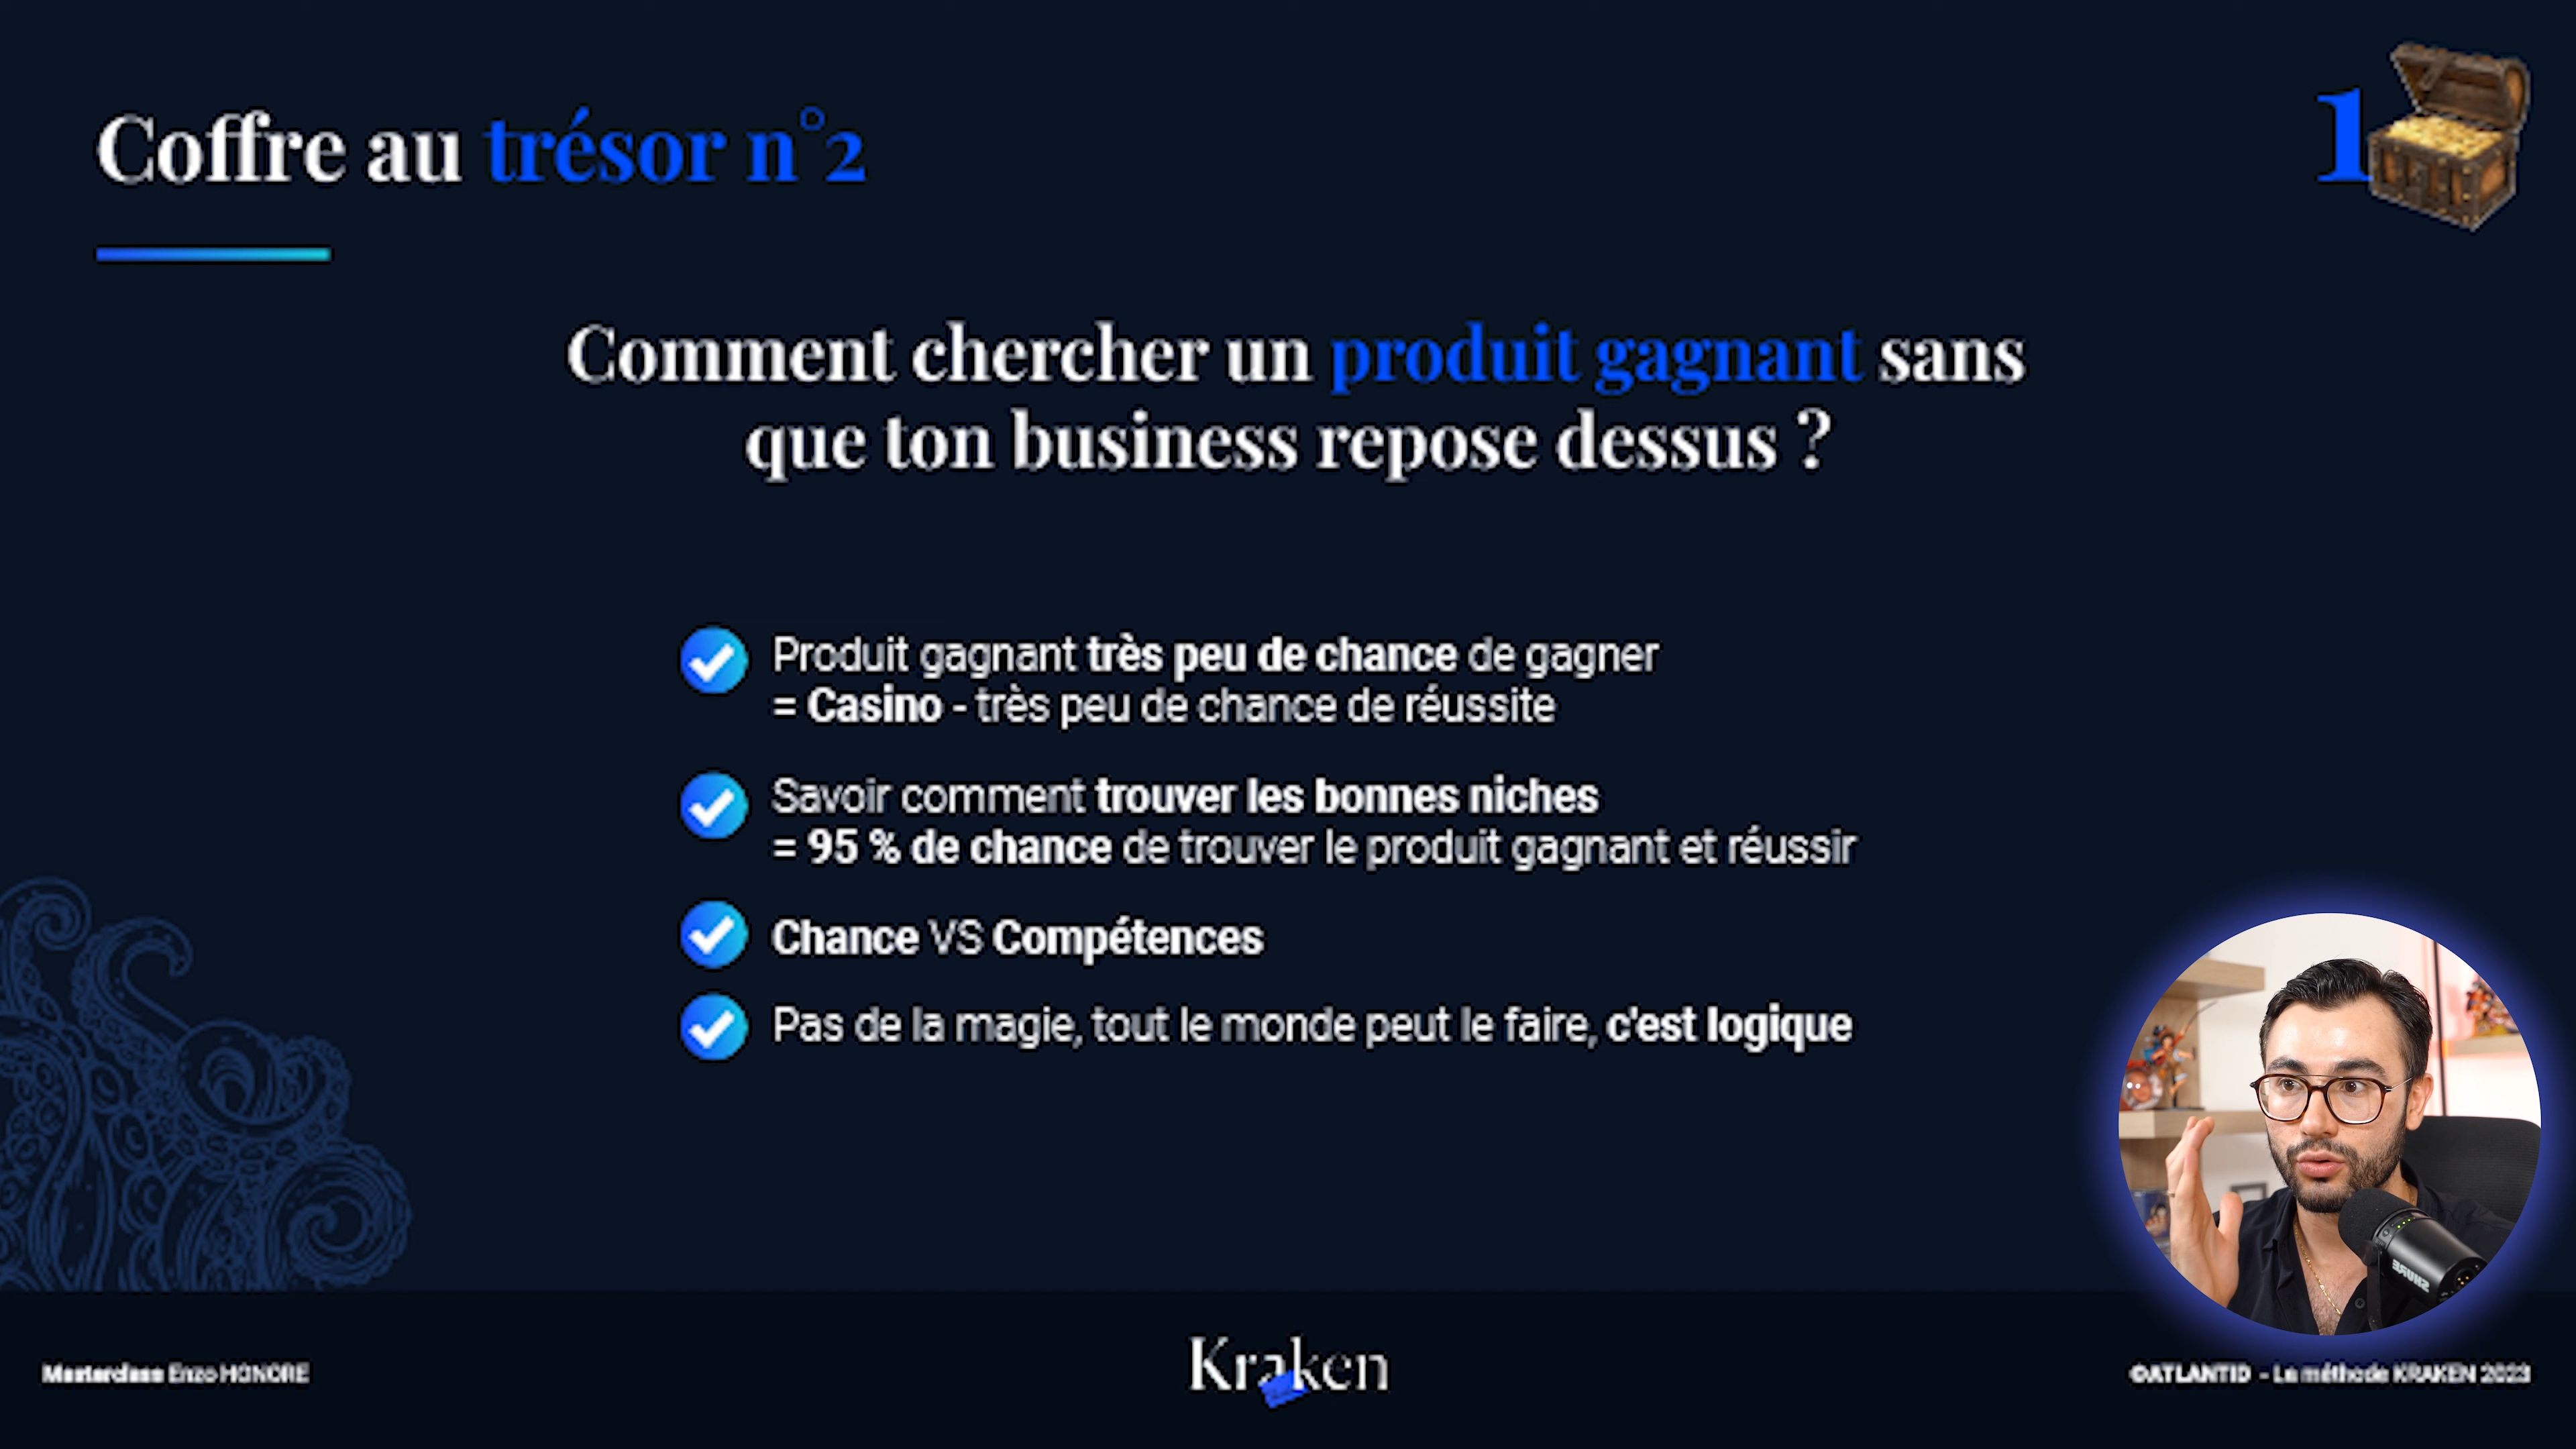 Coffre au trésor n°2
1
Comment chercher un produit gagnant sans
que ton business repose dessus ?
Produit gagnant très peu de chance de gagner
= Casino - très peu de chance de réussite
Savoir comment trouver les bonnes niches
= 95 % de chance de trouver le produit gagnant et réussir
Chance VS Compétences
Pas de la magie, tout le monde peut le faire, c'est logique
SHURE
Masterclass Enzo HONORE
Kraken
©ATLANTID - La méthode KRAKEN 2023